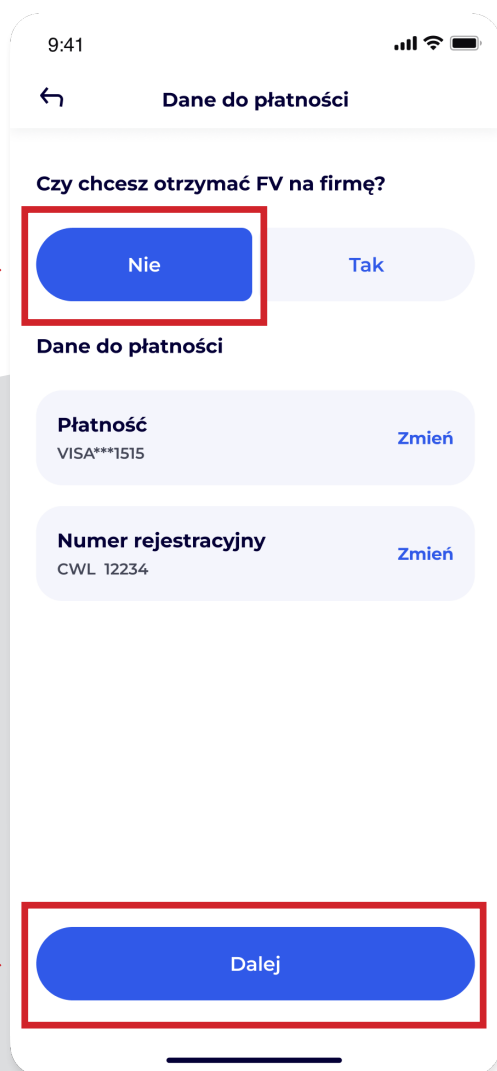 9:41
Dane do płatności
Czy chcesz otrzymać FV na firmę?
Nie Tak
Dane do płatności
Płatność
VISA***1515
Zmień
Numer rejestracyjny
CWL 12234
Zmień
Dalej